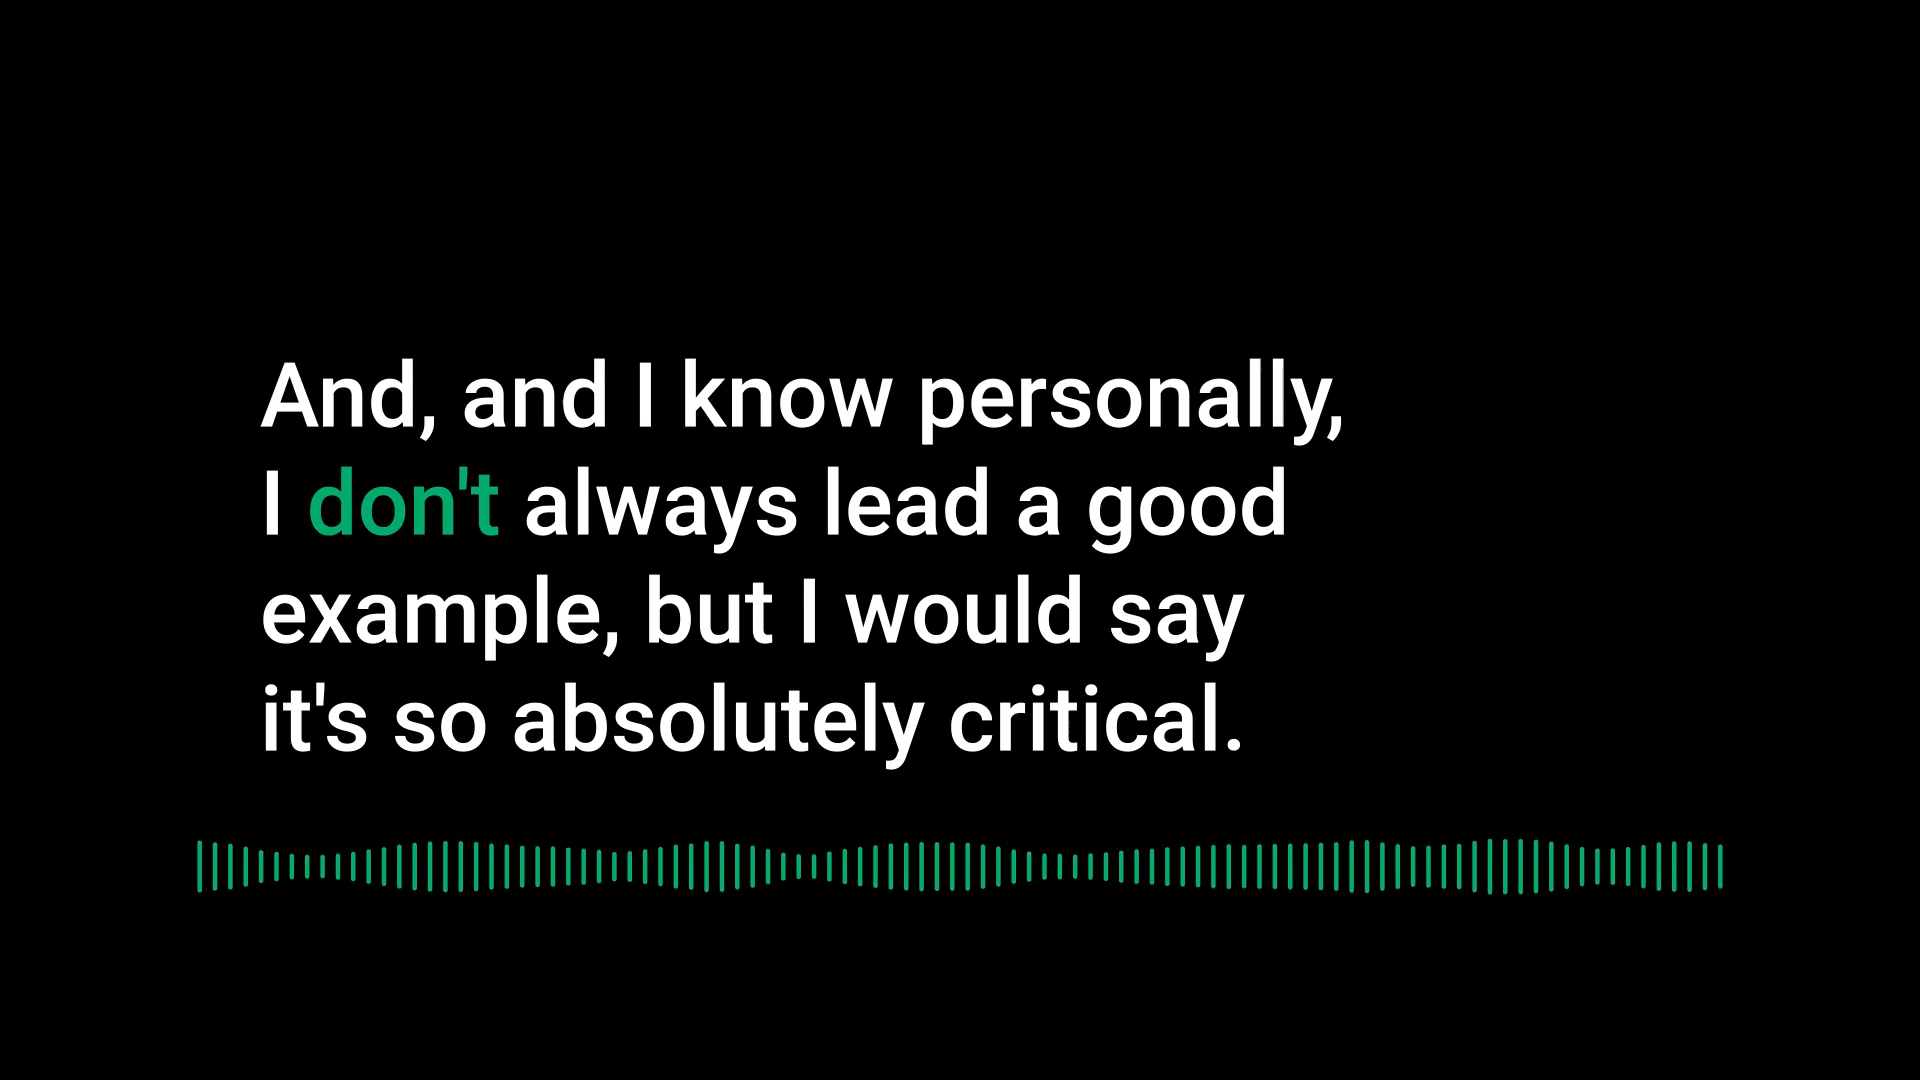 And, and I know personally,
I don't always lead a good
example, but I would say
it's so absolutely critical.